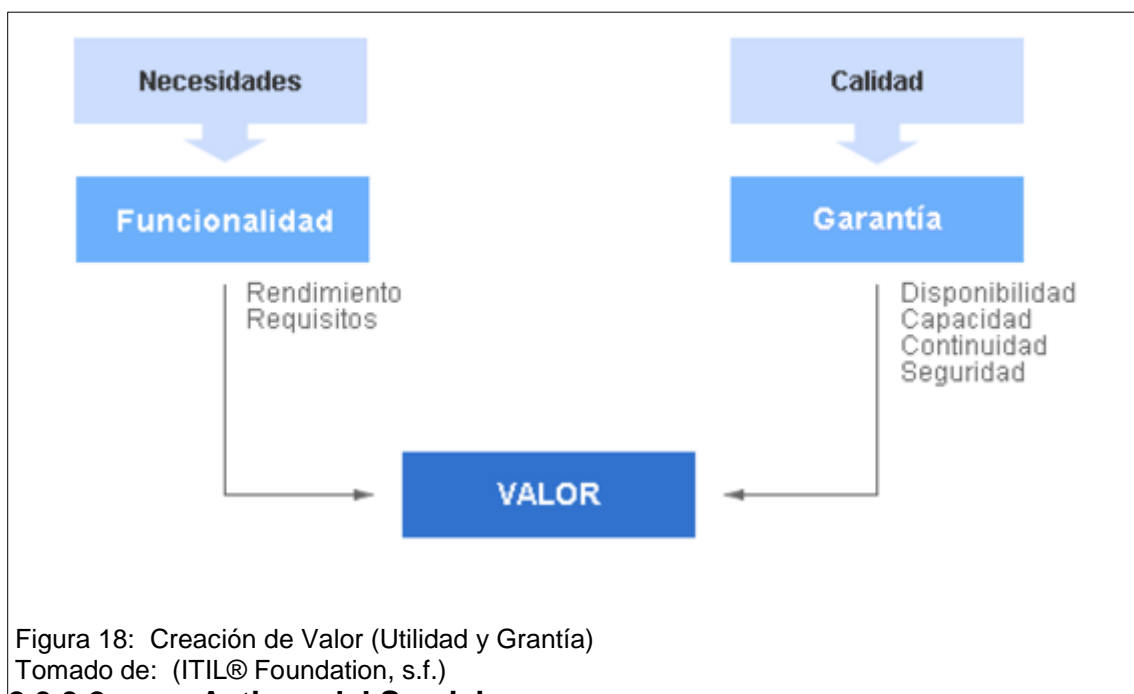 Necesidades
Calidad
Funcionalidad
Garantía
Rendimiento
Requisitos
Disponibilidad
Capacidad
Continuidad
Seguridad
VALOR
Figura 18: Creación de Valor (Utilidad y Grantía)
Tomado de: (ITIL® Foundation, s.f.)